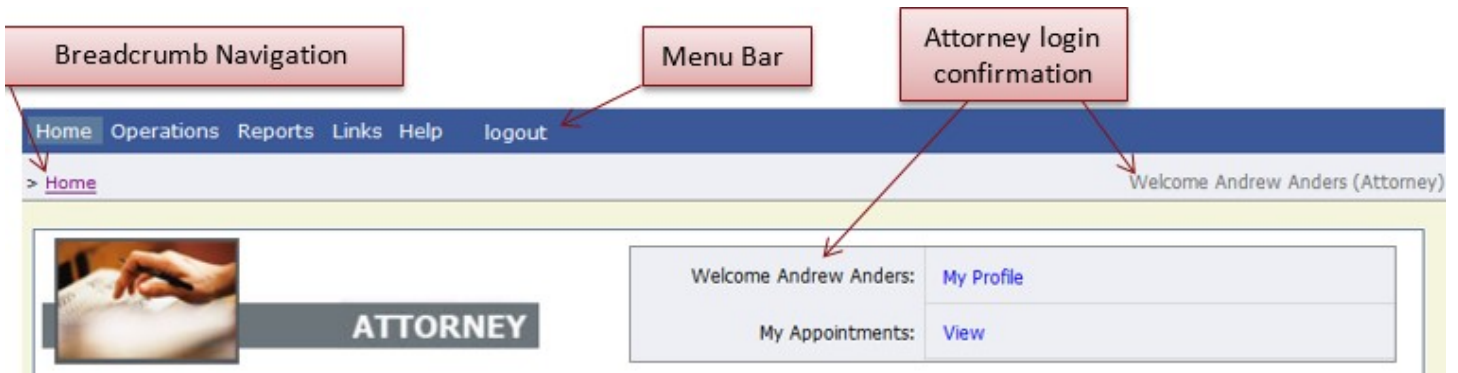 Breadcrumb Navigation
Menu Bar
Attorney login
confirmation
Home Operations Reports Links Help logout
> Home
Welcome Andrew Anders (Attorney)
ATTORNEY
Welcome Andrew Anders: My Profile
My Appointments: View